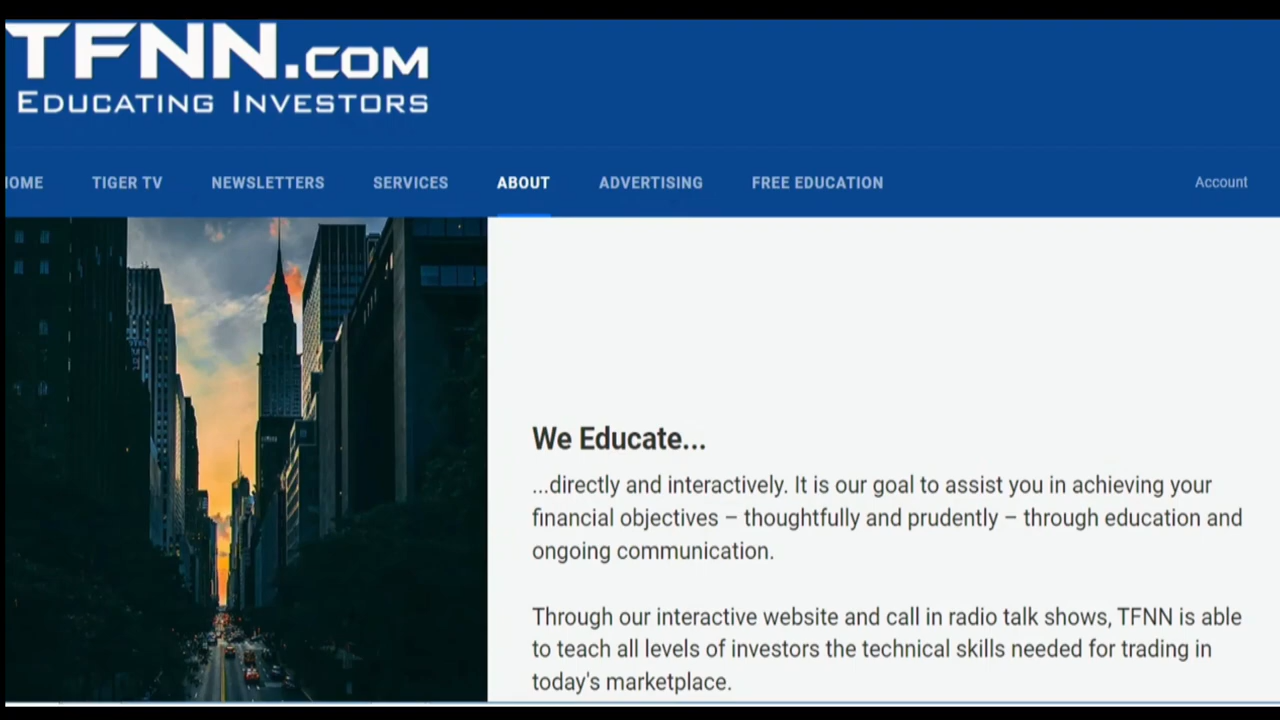 TFNN.COM
EDUCATING INVESTORS
TIGER TV NEWSLETTERS SERVICES ABOUT ADVERTISING FREE EDUCATION Account
We Educate...
...directly and interactively. It is our goal to assist you in achieving your
financial objectives – thoughtfully and prudently – through education and
ongoing communication.
Through our interactive website and call in radio talk shows, TFNN is able
to teach all levels of investors the technical skills needed for trading in
today's marketplace.